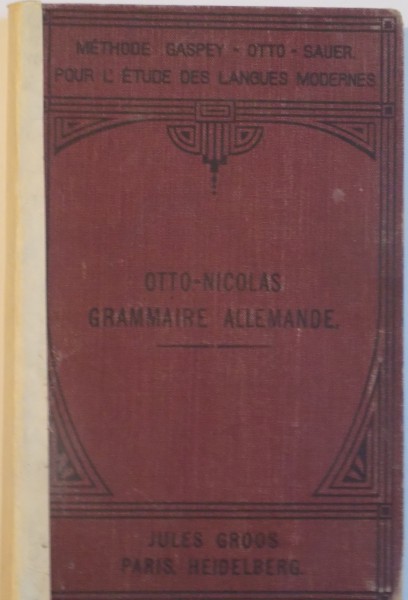 MÉTHODE GASPEY - OTTO - SAUER.
POUR L'ÉTUDE DES LANGUES MODERNES
OTTO-NICOLAS
GRAMMAIRE ALLEMANDE.
JULES GROOS
PARIS, HEIDELBERG.